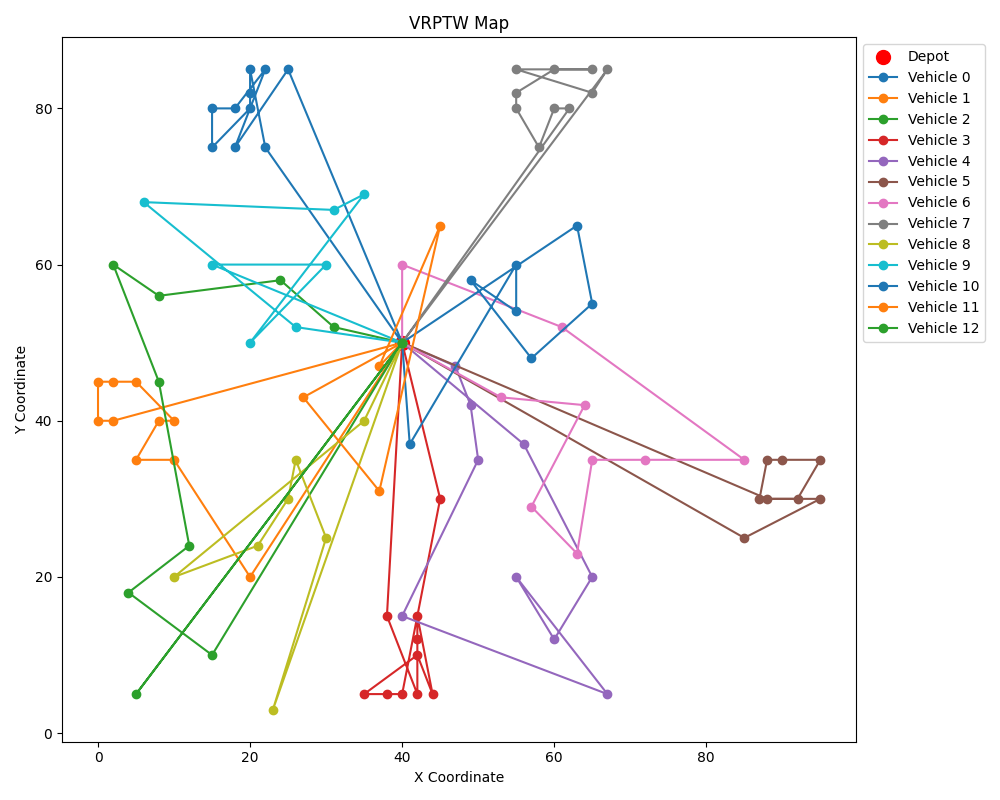 VRPTW Map
Y Coordinate
80
60
40
20
0
0
20
40
60
80
X Coordinate
Depot
Vehicle 0
Vehicle 1
Vehicle 2
Vehicle 3
Vehicle 4
Vehicle 5
Vehicle 6
Vehicle 7
Vehicle 8
Vehicle 9
Vehicle 10
Vehicle 11
Vehicle 12